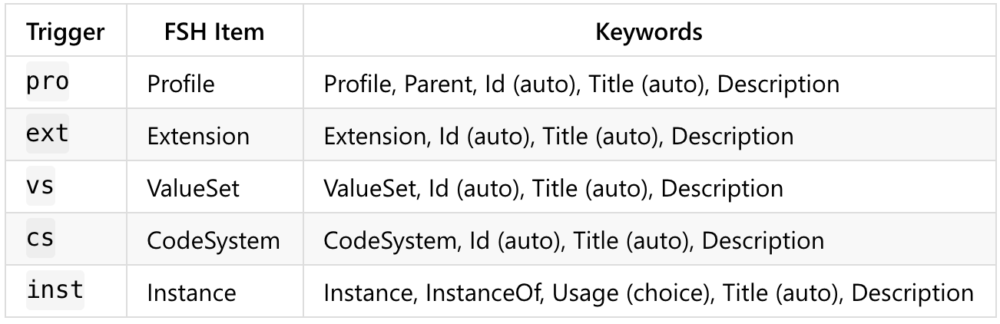 Trigger FSH Item Keywords
pro Profile Profile, Parent, Id (auto), Title (auto), Description
ext Extension Extension, Id (auto), Title (auto), Description
vs ValueSet ValueSet, Id (auto), Title (auto), Description
cs CodeSystem CodeSystem, Id (auto), Title (auto), Description
inst Instance Instance, InstanceOf, Usage (choice), Title (auto), Description